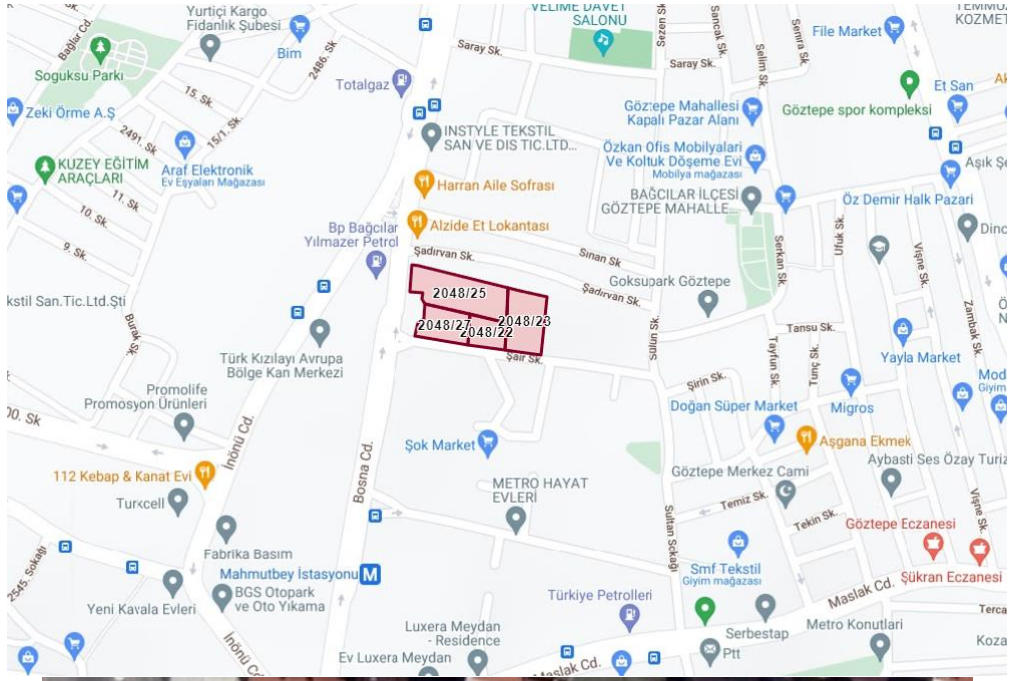 Yurtiçi Kargo
Fidanlık Şubesi
Bağlar Cd.
Bim
2486. Sk.
Soguksu Parkı
15. Sk.
Totalgaz
Saray Sk.
VELİME DAVET
SALONU
Sezen Sk.
Sancak Sk.
Saray Sk.
Selim Sk.
Semra Sk.
File Market
KOZMET
Et San
Göztepe spor kompleksi
Zeki Örme A.Ş
2491. Sk.
15/1. Sk.
INSTYLE TEKSTIL
SAN VE DIS TIC.LTD...
Göztepe Mahallesi
Kapalı Pazar Alanı
Özkan Ofis Mobilyalari
Ve Koltuk Döşeme Evi
Mobilya mağazası
KUZEY EĞİTİM
ARAÇLARI
Araf Elektronik
Ev Eşyaları Mağazası
11. Sk.
10. Sk.
9. Sk.
Harran Aile Sofrası
Alzide Et Lokantası
BAĞCILAR İLÇESİ
GÖZTEPE MAHALLE...
Öz Demir Halk Pazari
Aşık Şe
Dinc
Bp Bağcılar
Yılmazer Petrol
Şadırvan Sk.
Sinan Sk.
Şadırvan Sk.
Goksupark Göztepe
Serkan Sk.
Ufuk Sk.
Vişne Sk.
Zambak Sk.
kstil San.Tic.Ltd.Şti
Burak Sk.
2048/25
2048/27
2048/22
2048/23
Şair Sk.
Sulun Sk.
Tansu Sk.
Tayfun Sk.
Tunç Sk.
Yayla Market
Türk Kızılayı Avrupa
Bölge Kan Merkezi
Promolife
Promosyon Ürünleri
00. Sk
İnönü Cd.
Şirin Sk.
Doğan Süper Market
Migros
Mod
Giyim
Şok Market
Aşgana Ekmek
Aybasti Ses Özay Turiz
112 Kebap & Kanat Evi
Turkcell
Bosna Cd.
METRO HAYAT
EVLERİ
Göztepe Merkez Cami
Temiz Sk.
Tekin Sk.
Vişne Sk.
Göztepe Eczanesi
Şükran Eczanesi
Fabrika Basım
Sultan Sokağı
2545. Sokağı
Mahmutbey İstasyonu
M
BGS Otopark
ve Oto Yıkama
Yeni Kavala Evleri
İnönü Cd.
Smf Tekstil
Giyim mağazası
Türkiye Petrolleri
Maslak Cd.
Luxera Meydan
- Residence
Ev Luxera Meydan
Serbestap
Ptt
Metro Konutlari
Terca
Koza
Maslak Cd.